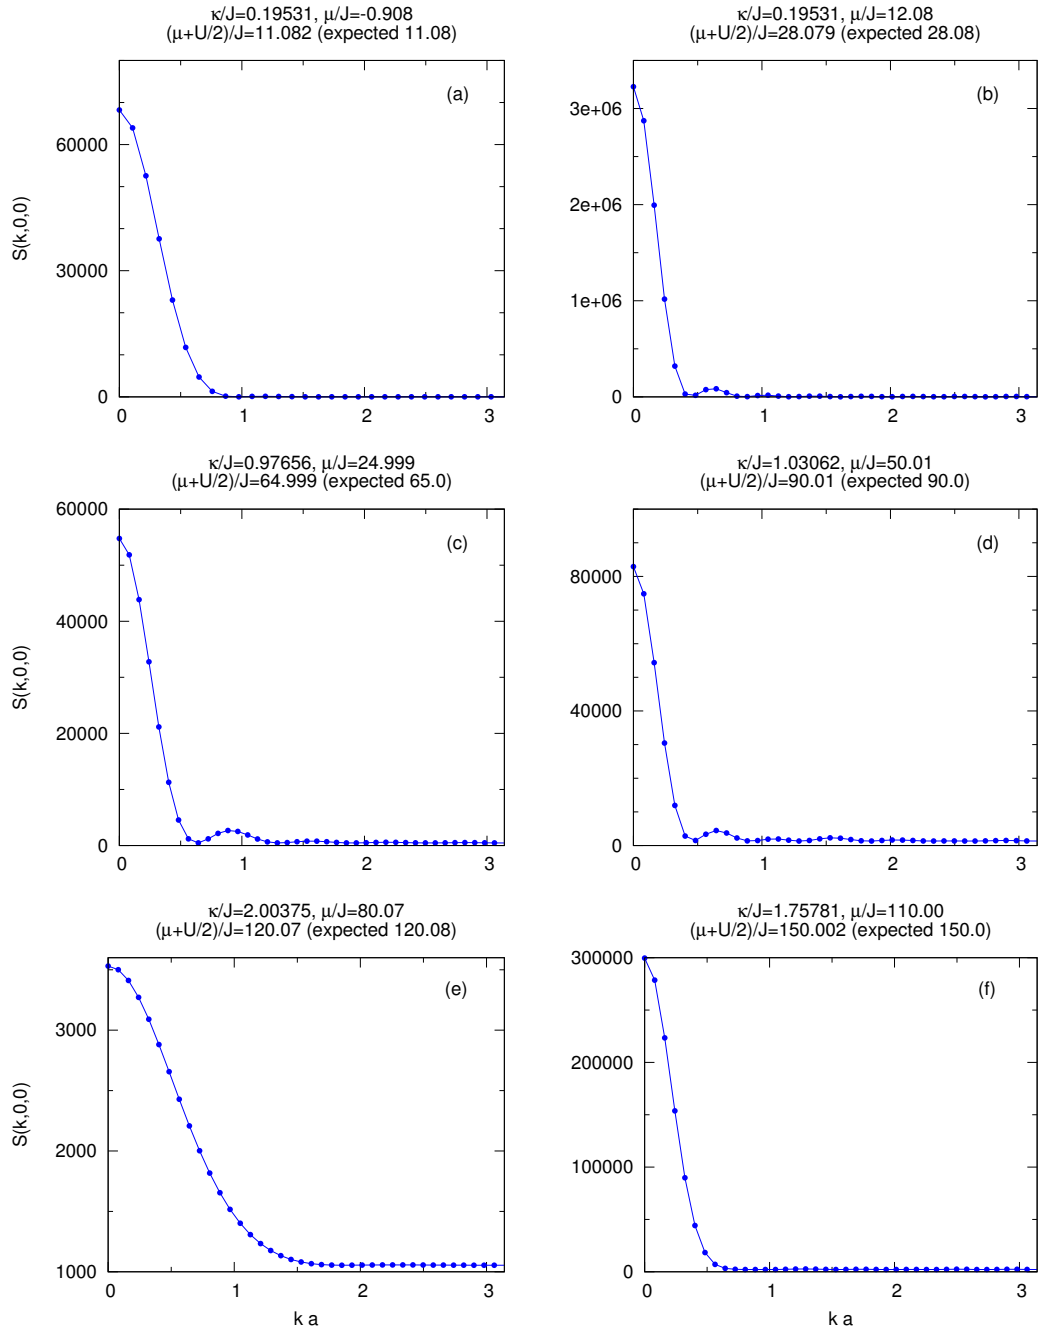 κ/J=0.19531, μ/J=-0.908
(μ+U/2)/J=11.082 (expected 11.08)
(a)
60000
30000
0
S(k,0,0)
0 1 2 3
κ/J=0.19531, μ/J=12.08
(μ+U/2)/J=28.079 (expected 28.08)
(b)
3e+06
2e+06
1e+06
0
0 1 2 3
κ/J=0.97656, μ/J=24.999
(μ+U/2)/J=64.999 (expected 65.0)
(c)
60000
40000
20000
0
S(k,0,0)
0 1 2 3
κ/J=1.03062, μ/J=50.01
(μ+U/2)/J=90.01 (expected 90.0)
(d)
80000
40000
0
0 1 2 3
κ/J=2.00375, μ/J=80.07
(μ+U/2)/J=120.07 (expected 120.08)
(e)
3000
2000
1000
S(k,0,0)
0 1 2 3
k a
κ/J=1.75781, μ/J=110.00
(μ+U/2)/J=150.002 (expected 150.0)
(f)
300000
200000
100000
0
0 1 2 3
k a